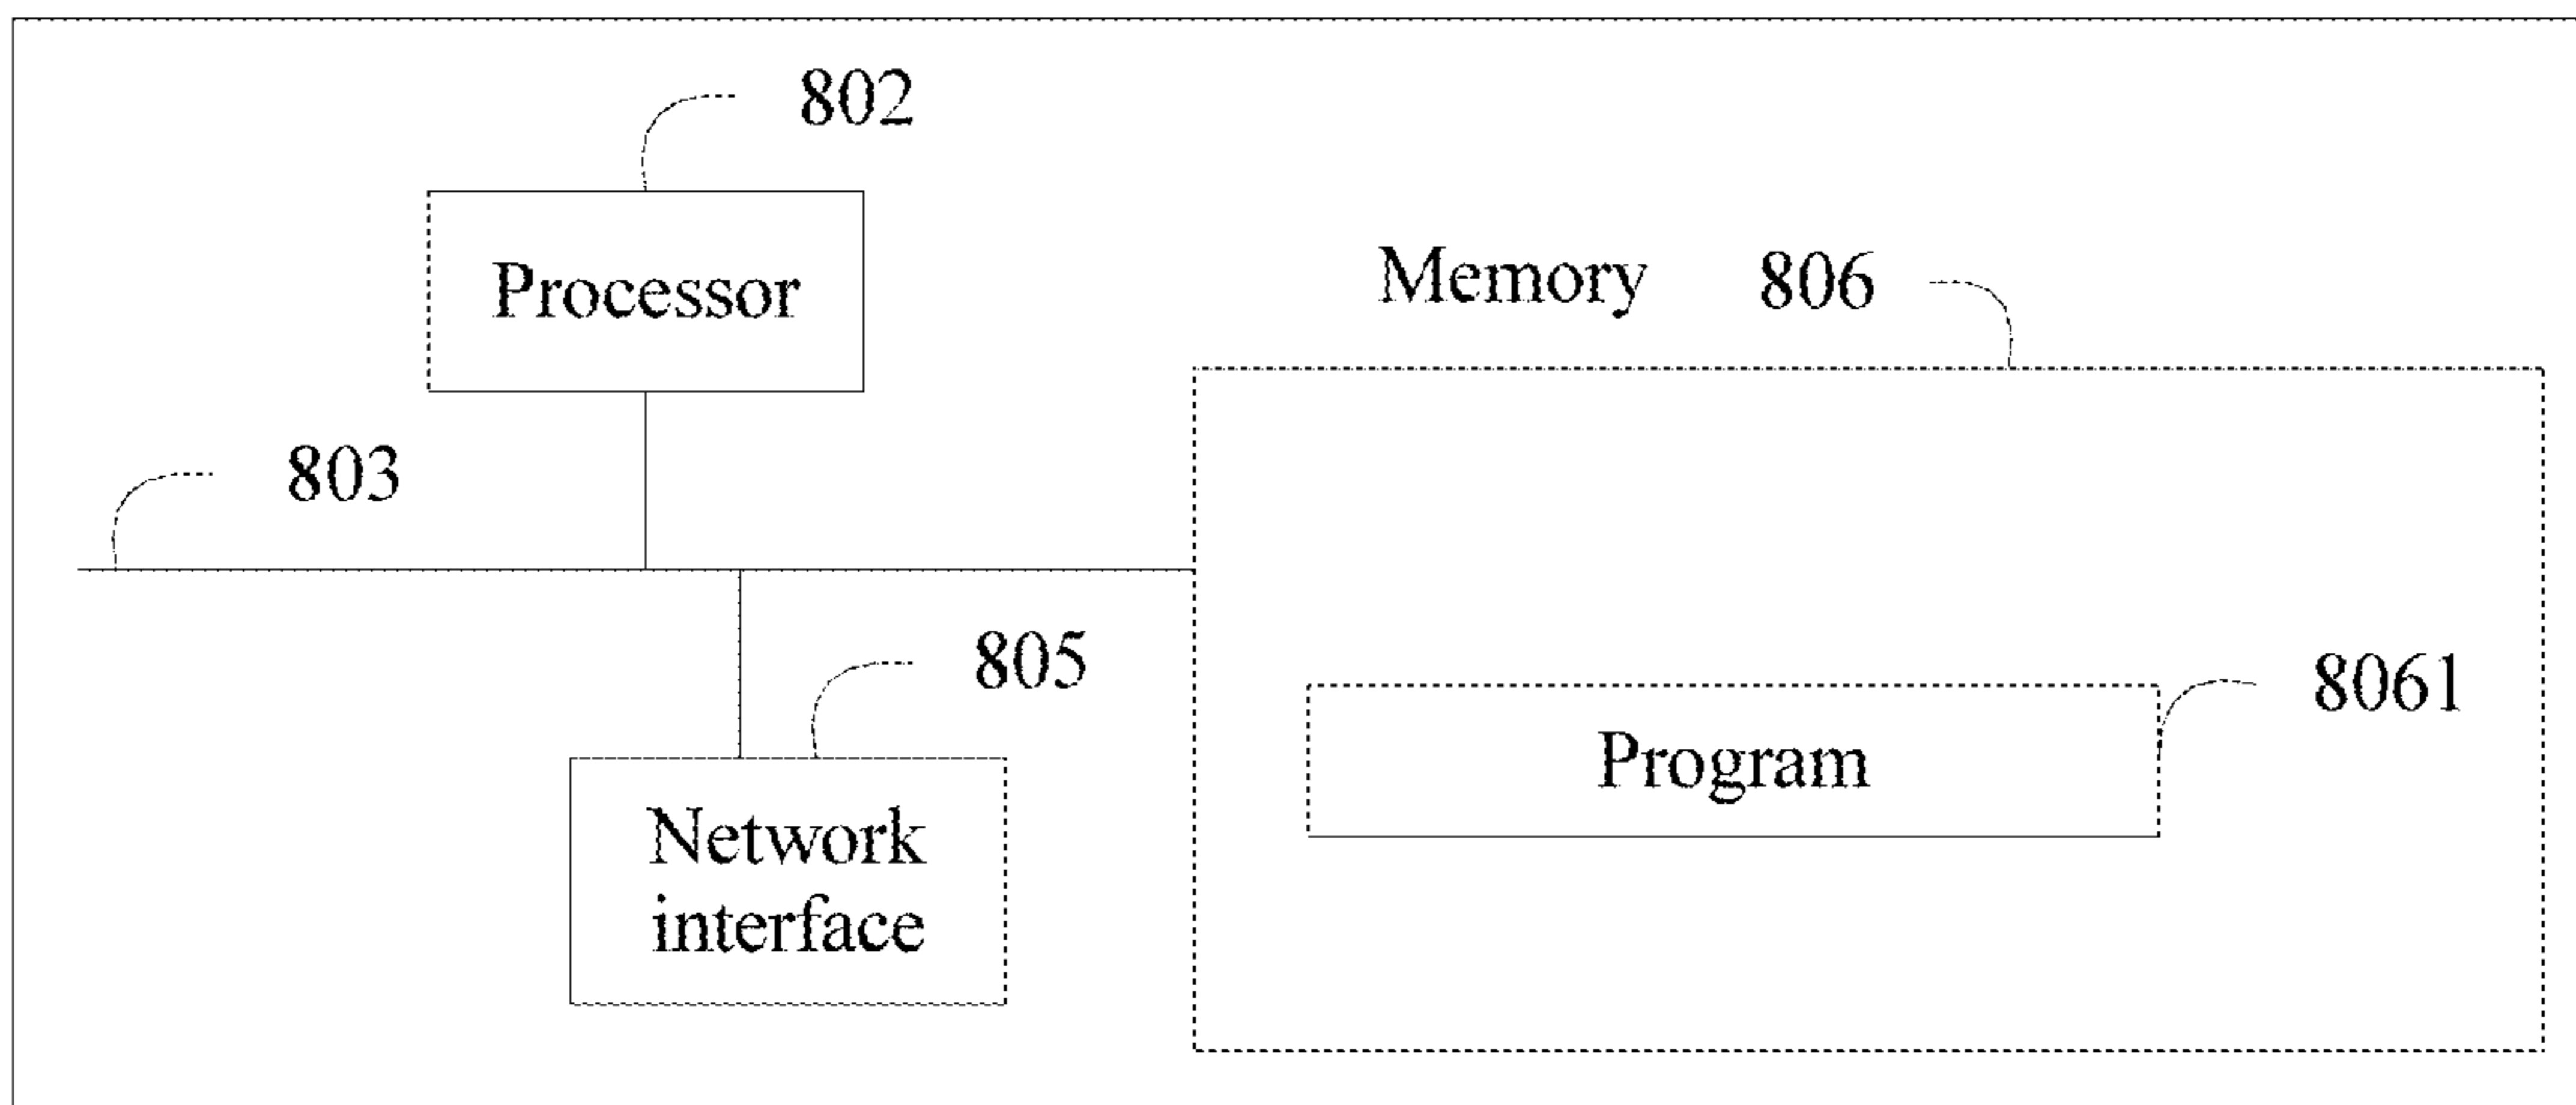 802
Processor
Memory 806
803
805
8061
Program
Network
interface